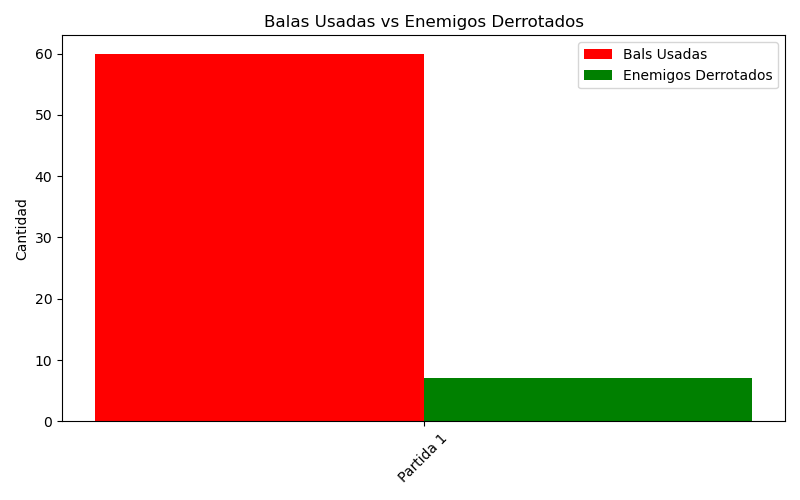 Balas Usadas vs Enemigos Derrotados
Bals Usadas
Enemigos Derrotados
Cantidad
60
50
40
30
20
10
0
Partida 1